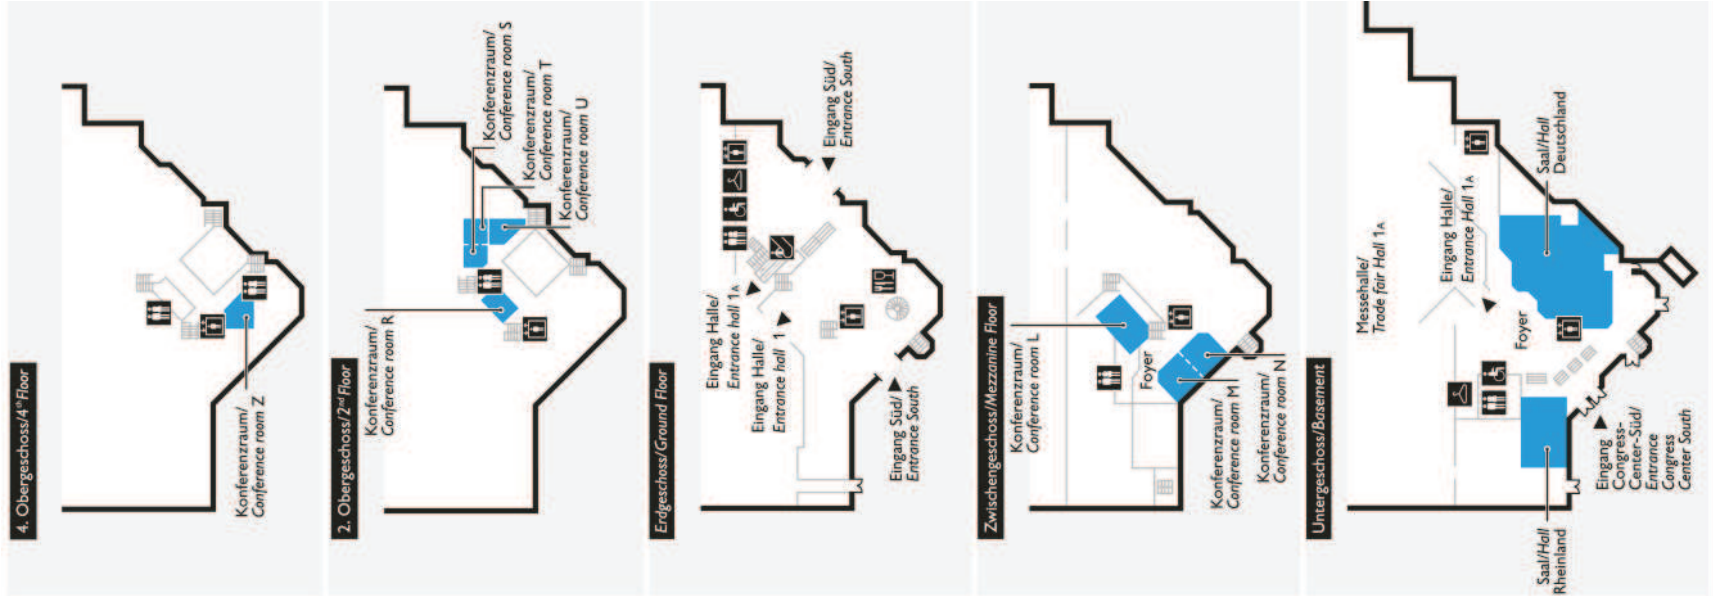 4. Obergeschoss/4th Floor
Konferenzraum/
Conference room Z
2. Obergeschoss/2nd Floor
Konferenzraum/
Conference room R
Konferenzraum/
Conference room S
Konferenzraum/
Conference room T
Konferenzraum/
Conference room U
Erdgeschoss/Ground Floor
Eingang Halle/
Entrance hall 1A
Eingang Halle/
Entrance hall 1
Eingang Süd/
Entrance South
Eingang Süd/
Entrance South
Zwischengeschoss/Mezzanine Floor
Konferenzraum/
Conference room L
Foyer
Konferenzraum/
Conference room M
Konferenzraum/
Conference room N
Untergeschoss/Basement
Messehalle/
Trade fair Hall 1A
Eingang Halle/
Entrance Hall 1A
Foyer
Saal/Hall
Deutschland
Saal/Hall
Rheinland
Eingang
Congress-
Center-Süd/
Entrance
Congress
Center South